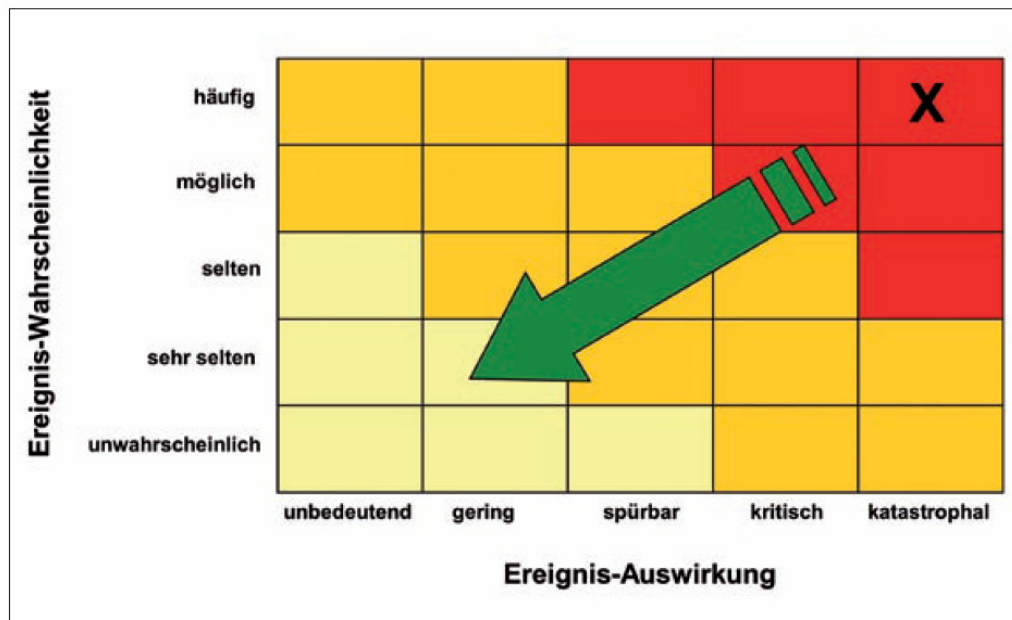 Ereignis-Wahrscheinlichkeit
häufig
X
möglich
selten
sehr selten
unwahrscheinlich
unbedeutend gering spürbar kritisch katastrophal
Ereignis-Auswirkung